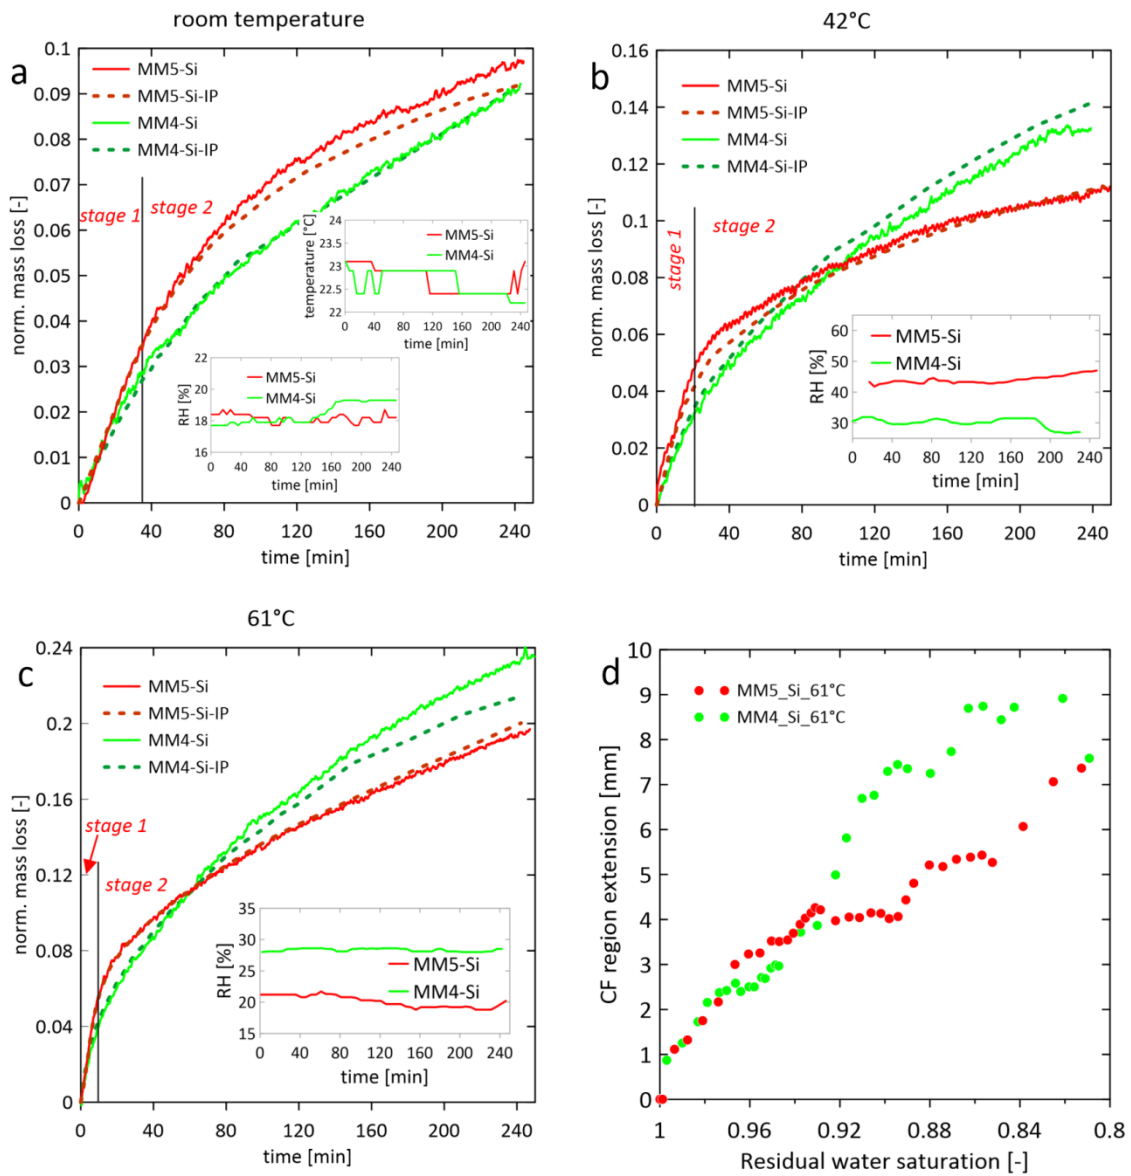 room temperature
a
0.1
0.09
0.08
0.07
0.06
0.05
0.04
0.03
0.02
0.01
0
norm. mass loss [-]
MM5-Si
MM5-Si-IP
MM4-Si
MM4-Si-IP
stage 1
stage 2
temperature [°C]
24
23
22
21
22
MM5-Si
MM4-Si
0 40 80 120 160 200 240
time [min]
RH [%]
22
20
18
16
MM5-Si
MM4-Si
0 40 80 120 160 200 240
time [min]
0 40 80 120 160 200 240
time [min]
42°C
b
0.16
0.14
0.12
0.1
0.08
0.06
0.04
0.02
0
norm. mass loss [-]
MM5-Si
MM5-Si-IP
MM4-Si
MM4-Si-IP
stage 1
stage 2
RH [%]
60
50
40
30
MM5-Si
MM4-Si
0 40 80 120 160 200 240
time [min]
0 40 80 120 160 200 240
time [min]
61°C
c
0.24
0.2
0.16
0.12
0.08
0.04
0
norm. mass loss [-]
MM5-Si
MM5-Si-IP
MM4-Si
MM4-Si-IP
stage 1
stage 2
RH [%]
35
30
25
20
15
MM5-Si
MM4-Si
0 40 80 120 160 200 240
time [min]
0 40 80 120 160 200 240
time [min]
d
10
9
8
7
6
5
4
3
2
1
0
CF region extension [mm]
MM5_Si_61°C
MM4_Si_61°C
1 0.96 0.92 0.88 0.84 0.8
Residual water saturation [-]